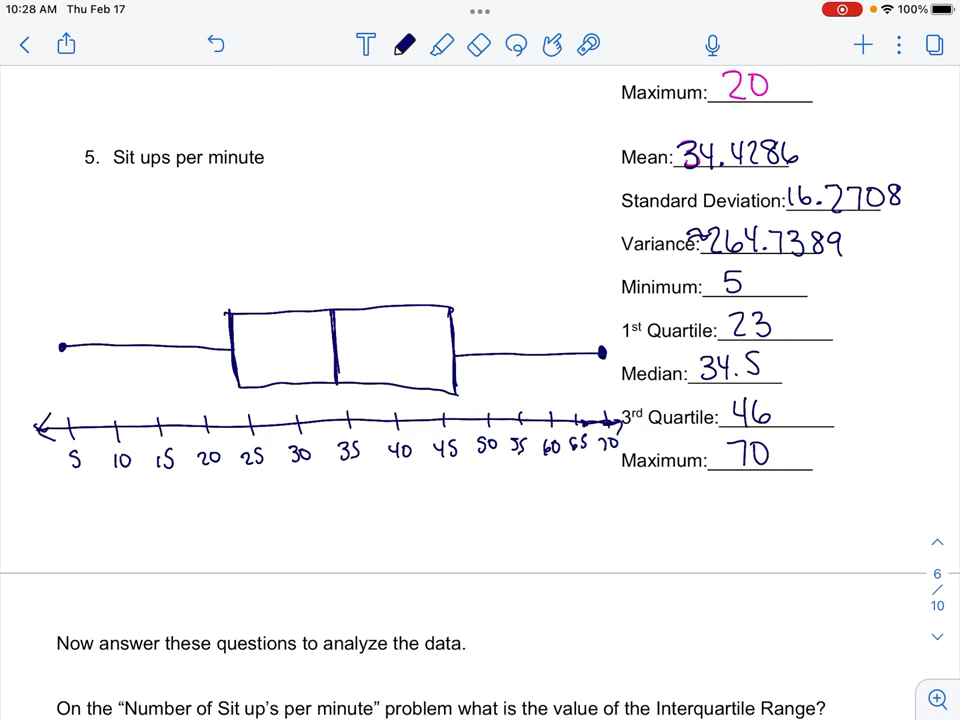 10:28 AM Thu Feb 17
100%
Maximum: 20
5. Sit ups per minute
Mean: 34.4286
Standard Deviation: 16.2708
Variance: ≈264.7389
Minimum: 5
1st Quartile: 23
Median: 34.5
3rd Quartile: 46
Maximum: 70
5 10 15 20 25 30 35 40 45 50 55 60 65 70
6
/
10
Now answer these questions to analyze the data.
On the “Number of Sit up’s per minute” problem what is the value of the Interquartile Range?